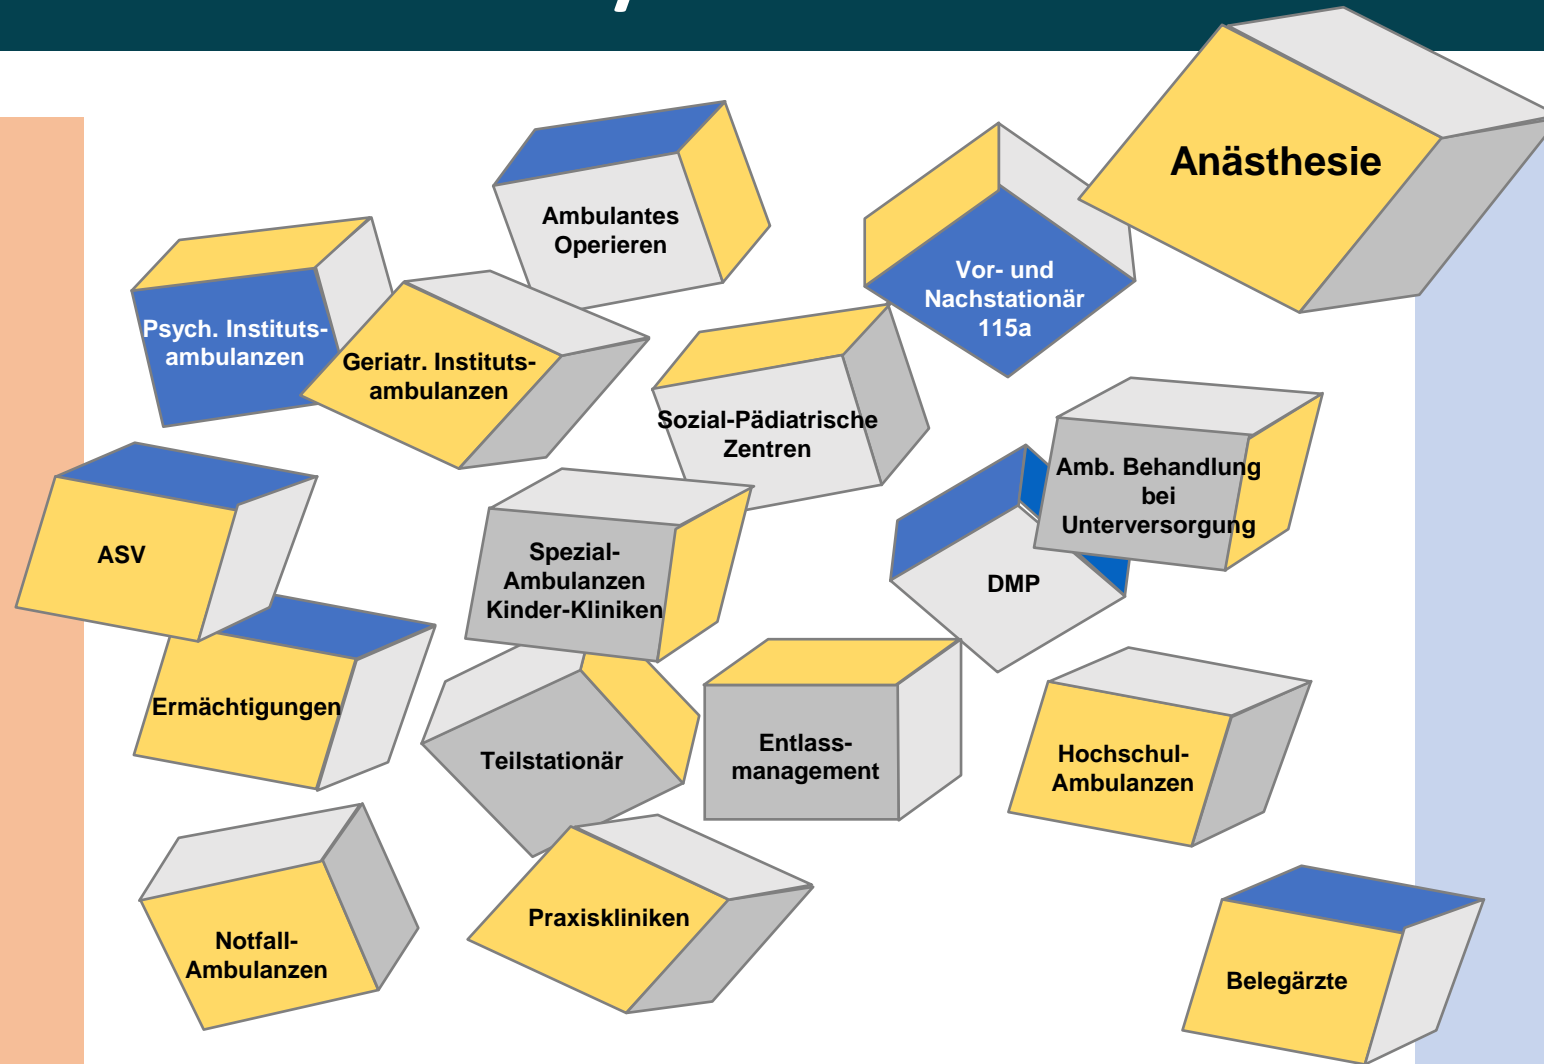 Anästhesie
Ambulantes
Operieren
Vor- und
Nachstationär
115a
Psych. Instituts-
ambulanzen
Geriatr. Instituts-
ambulanzen
Sozial-Pädiatrische
Zentren
Amb. Behandlung
bei
Unterversorgung
ASV
Spezial-
Ambulanzen
Kinder-Kliniken
DMP
Ermächtigungen
Teilstationär
Entlass-
management
Hochschul-
Ambulanzen
Notfall-
Ambulanzen
Praxiskliniken
Belegärzte